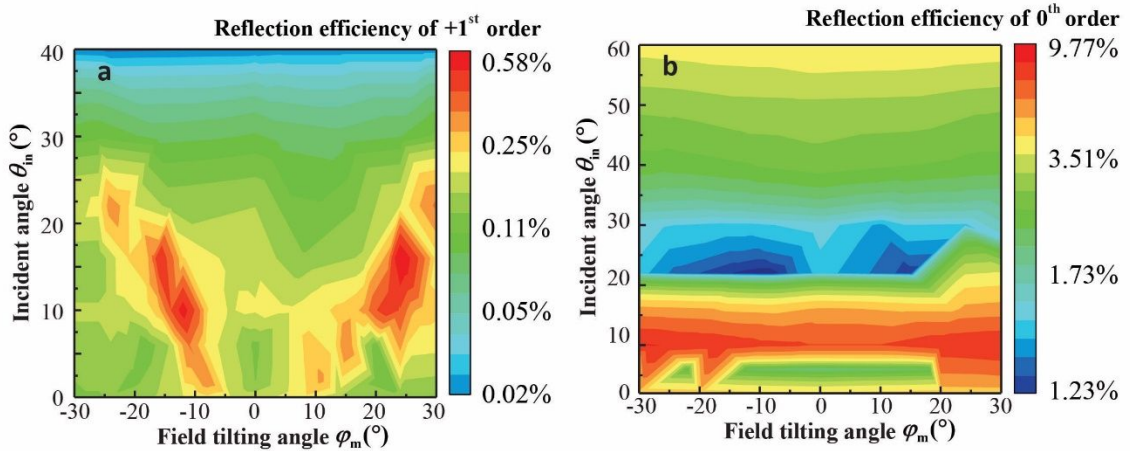 Reflection efficiency of +1st order
a
40
30
20
10
0
Incident angle θin (°)
-30 -20 -10 0 10 20 30
Field tilting angle φm(°)
0.58%
0.25%
0.11%
0.05%
0.02%
Reflection efficiency of 0th order
b
60
50
40
30
20
10
0
Incident angle θin (°)
-30 -20 -10 0 10 20 30
Field tilting angle φm(°)
9.77%
3.51%
1.73%
1.23%